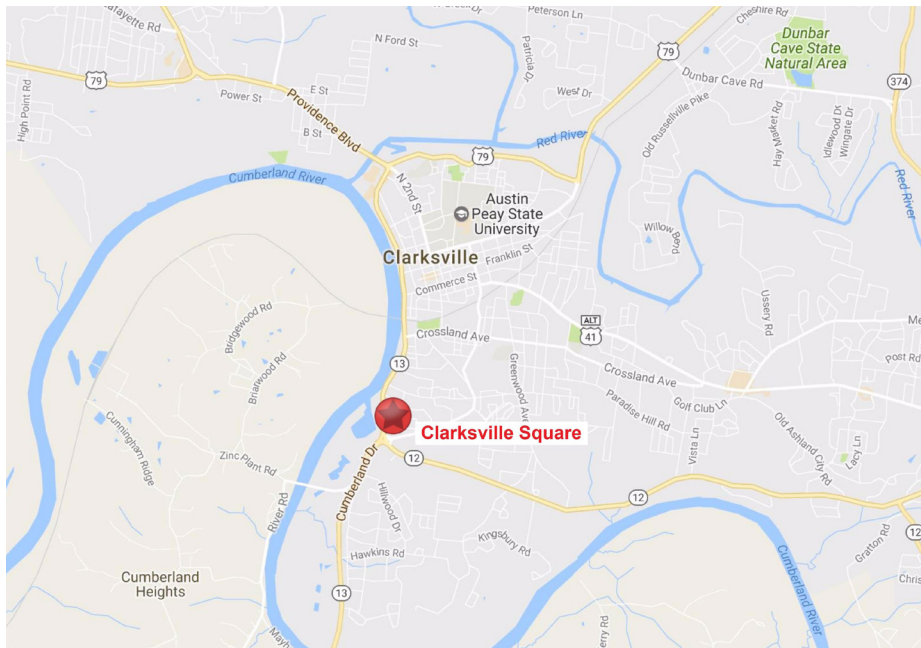 Lafayette Rd
79
High Point Rd
N Ford St
E St
Power St
B St
Providence Blvd
Patricia Dr
Peterson Ln
West Dr
79
Cheshire Rd
Dunbar
Cave State
Natural Area
Dunbar Cave Rd
374
Old Russellville Pike
Hay Market Rd
Idlewood Dr
Wingate Dr
Red River
79
Red River
Cumberland River
N 2nd St
Austin
Peay State
University
Clarksville
Franklin St
Commerce St
Willow Bend
Ussery Rd
ALT
41
Crossland Ave
Crossland Ave
Post Rd
Bridgewood Rd
Briarwood Rd
13
Greenwood Ave
Paradise Hill Rd
Golf Club Ln
Vista Ln
Old Ashland City Rd
Lacy Ln
Clarksville Square
Cunningham Ridge
Zinc Plant Rd
River Rd
Cumberland Dr
12
12
12
Hillwood Dr
Hawkins Rd
Kingsbury Rd
Cumberland River
Gratton Rd
Cumberland
Heights
13